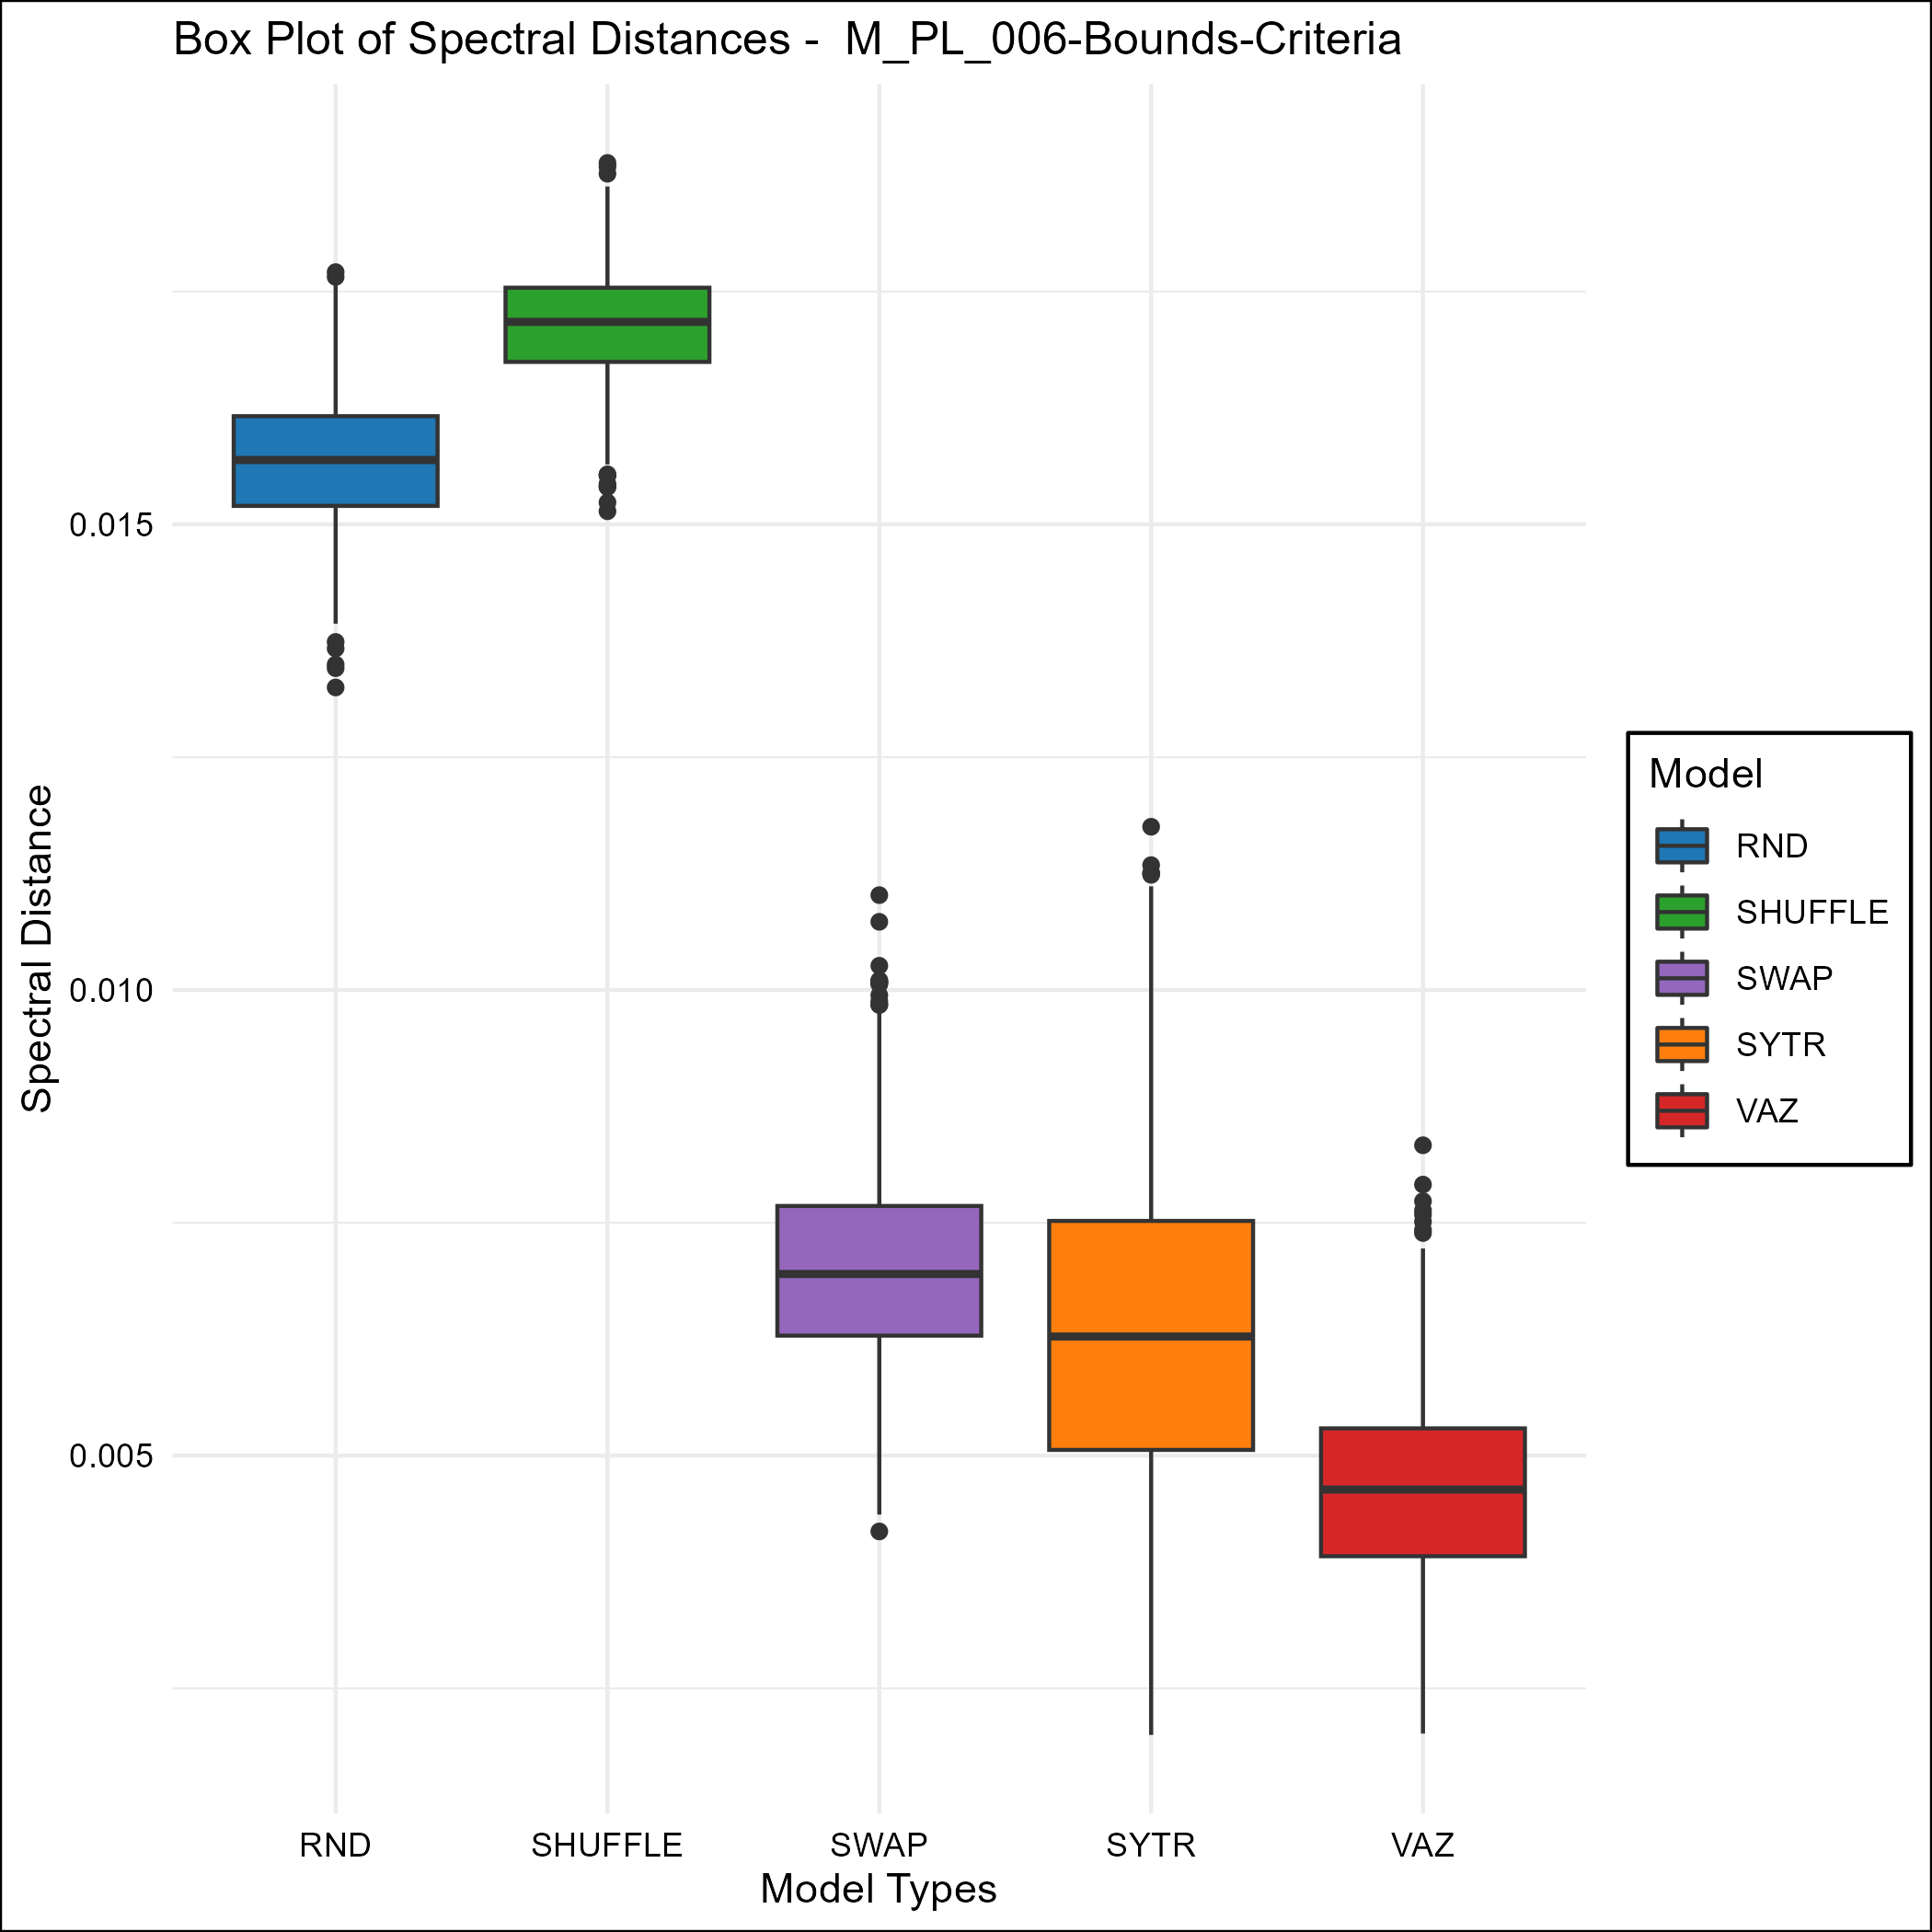 Box Plot of Spectral Distances -  M_PL_006-Bounds-Criteria
Spectral Distance
0.015
0.010
0.005
RND
SHUFFLE
SWAP
SYTR
VAZ
Model Types
Model
RND
SHUFFLE
SWAP
SYTR
VAZ